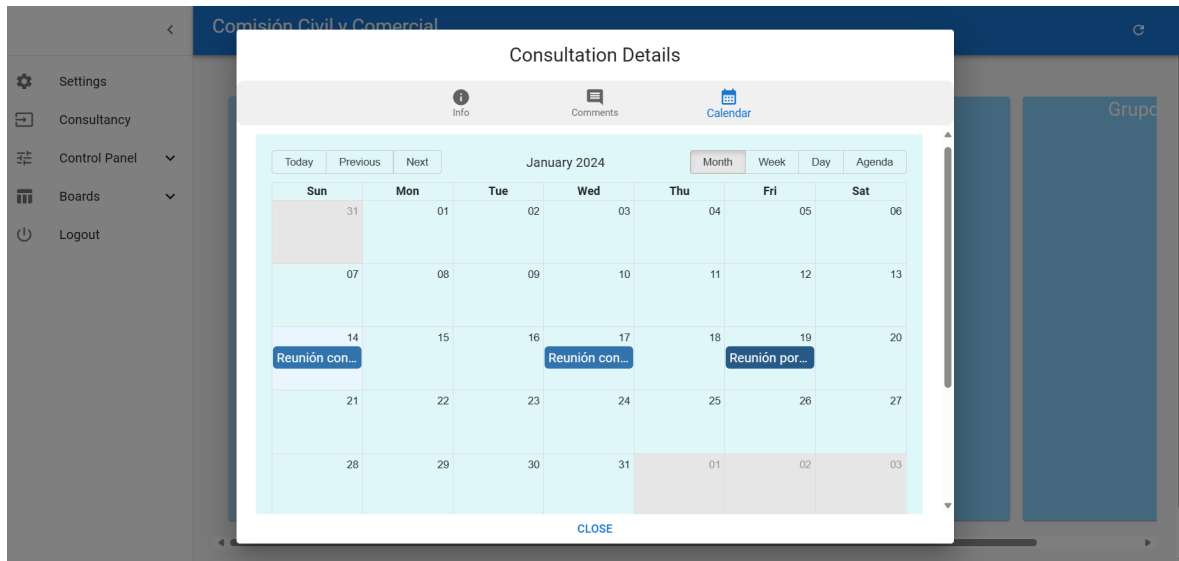 Comisión Civil y Comercial
Consultation Details
Settings
Consultancy
Control Panel
Boards
Logout
Info Comments Calendar
Grupo
Today Previous Next January 2024 Month Week Day Agenda
Sun Mon Tue Wed Thu Fri Sat
31 01 02 03 04 05 06
07 08 09 10 11 12 13
14 15 16 17 18 19 20
Reunión con... Reunión con... Reunión por...
21 22 23 24 25 26 27
28 29 30 31 01 02 03
CLOSE